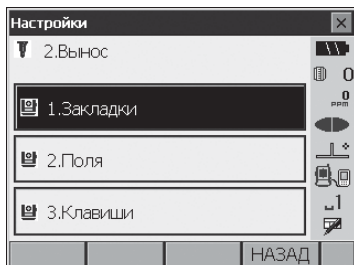 Настройки
2.Вынос
0
0
ppm
1.Закладки
2.Поля
3.Клавиши
1
НАЗАД